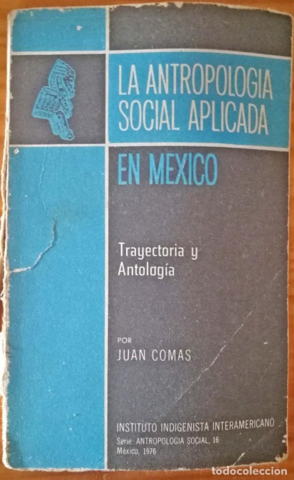 LA ANTROPOLOGIA
SOCIAL APLICADA
EN MEXICO
Trayectoria y
Antología
POR
JUAN COMAS
INSTITUTO INDIGENISTA INTERAMERICANO
Serie: ANTROPOLOGIA SOCIAL, 16
México, 1976
todocoleccion